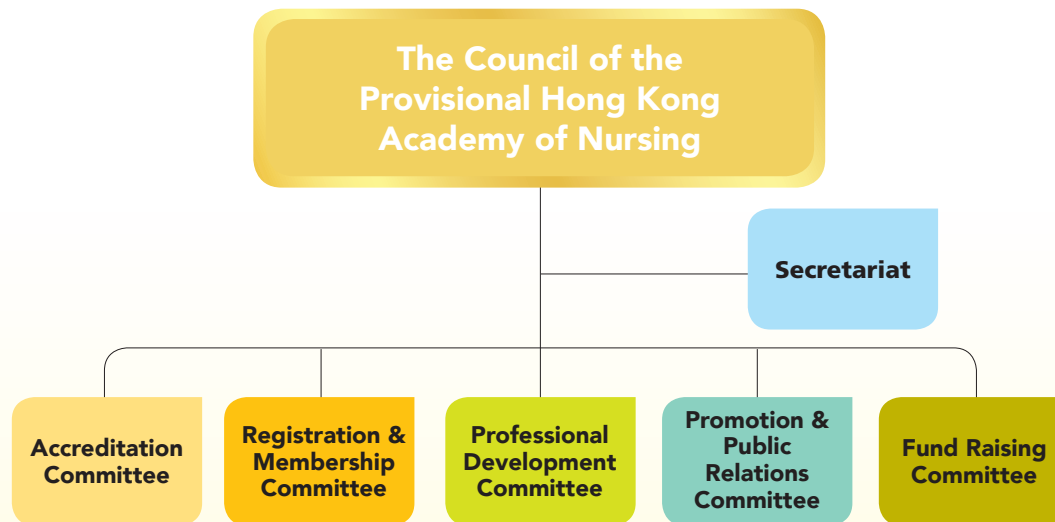 The Council of the
Provisional Hong Kong
Academy of Nursing
Secretariat
Accreditation
Committee
Registration &
Membership
Committee
Professional
Development
Committee
Promotion &
Public
Relations
Committee
Fund Raising
Committee